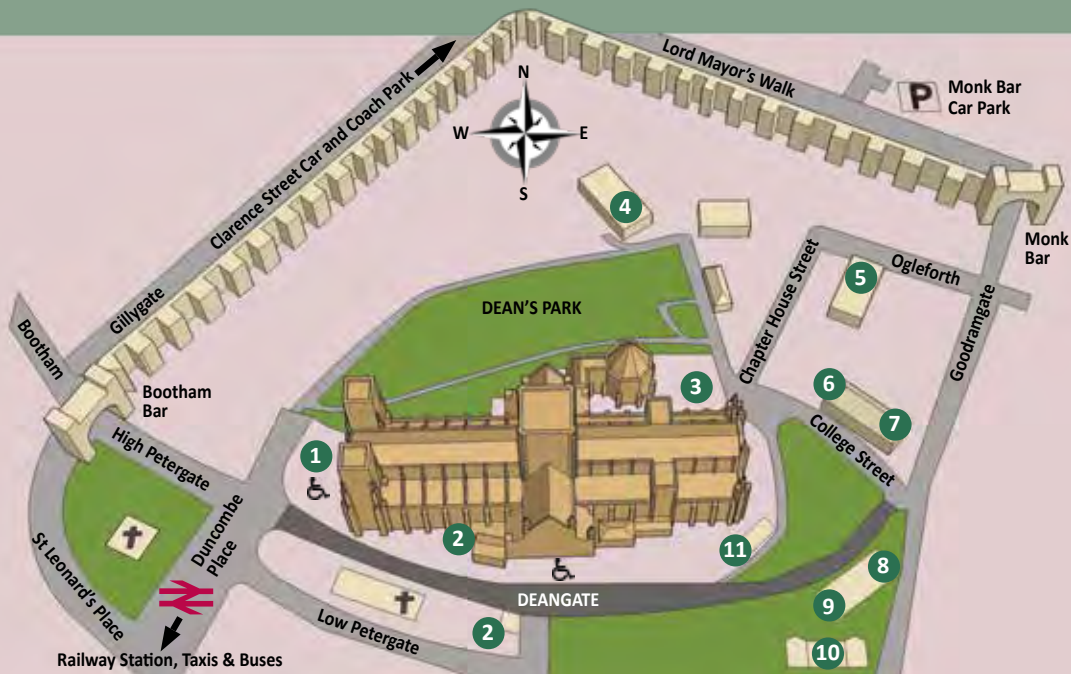 Lord Mayor's Walk
P
Monk Bar
Car Park
Clarence Street Car and Coach Park
N
W
E
S
4
Monk
Bar
Ogleforth
Chapter House Street
5
Goodramgate
DEAN'S PARK
Gillygate
Bootham
Bootham
Bar
3
6
7
College Street
High Petergate
1
2
11
8
9
10
Duncombe
Place
St Leonard's Place
DEANGATE
Low Petergate
2
Railway Station, Taxis & Buses